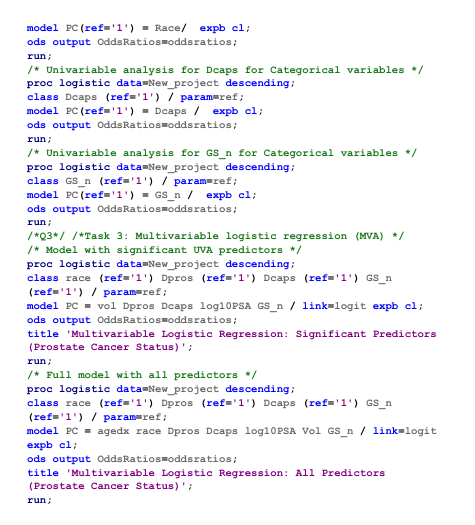 model PC(ref='1') = Race/  expb cl;
ods output OddsRatios=oddsratios;
run;
/* Univariable analysis for Dcaps for Categorical variables */
proc logistic data=New_project descending;
class Dcaps (ref='1') / param=ref;
model PC(ref='1') = Dcaps /  expb cl;
ods output OddsRatios=oddsratios;
run;
/* Univariable analysis for GS_n for Categorical variables */
proc logistic data=New_project descending;
class GS_n (ref='1') / param=ref;
model PC(ref='1') = GS_n /  expb cl;
ods output OddsRatios=oddsratios;
run;
/*Q3*/ /*Task 3: Multivariable logistic regression (MVA) */
/* Model with significant UVA predictors */
proc logistic data=New_project descending;
class race (ref='1') Dpros (ref='1') Dcaps (ref='1') GS_n
(ref='1') / param=ref;
model PC = vol Dpros Dcaps log10PSA GS_n / link=logit expb cl;
ods output OddsRatios=oddsratios;
title 'Multivariable Logistic Regression: Significant Predictors
(Prostate Cancer Status)';
run;
/* Full model with all predictors */
proc logistic data=New_project descending;
class race (ref='1') Dpros (ref='1') Dcaps (ref='1') GS_n
(ref='1') / param=ref;
model PC = agedx race Dpros Dcaps log10PSA Vol GS_n / link=logit
expb cl;
ods output OddsRatios=oddsratios;
title 'Multivariable Logistic Regression: All Predictors
(Prostate Cancer Status)';
run;